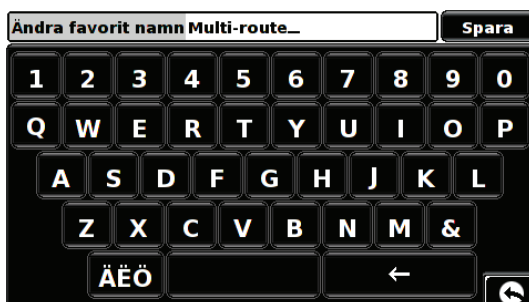 Ändra favorit namn Multi-route_ Spara
1 2 3 4 5 6 7 8 9 0
Q W E R T Y U I O P
A S D F G H J K L
Z X C V B N M &
ÄËÖ ←